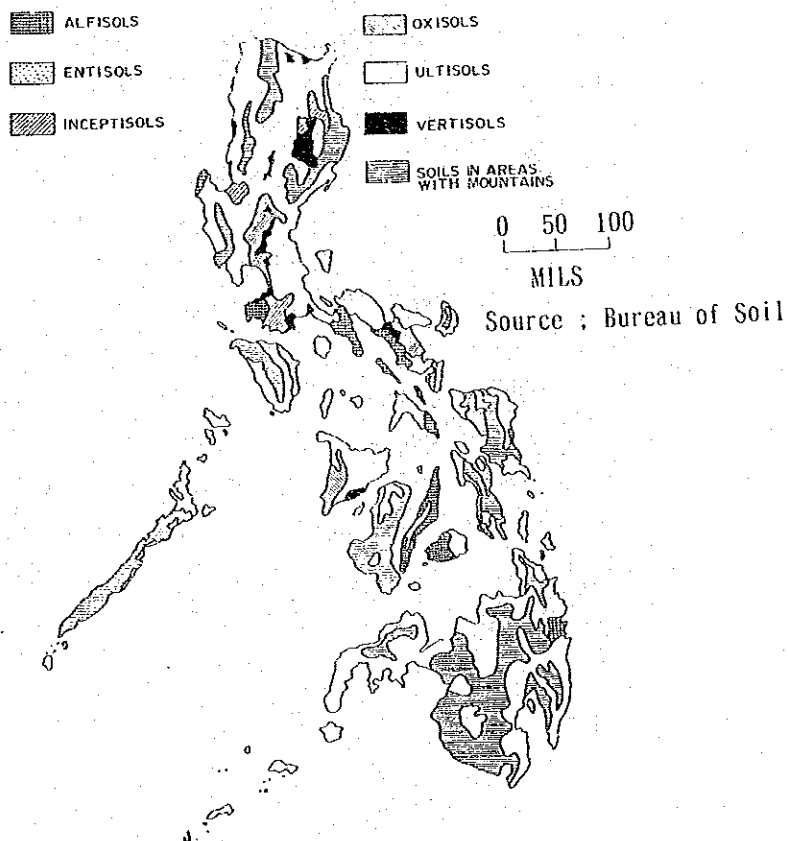 ALFISOLS
ENTISOLS
INCEPTISOLS
OXISOLS
ULTISOLS
VERTISOLS
SOILS IN AREAS
WITH MOUNTAINS
0 50 100
MILS
Source ; Bureau of Soil